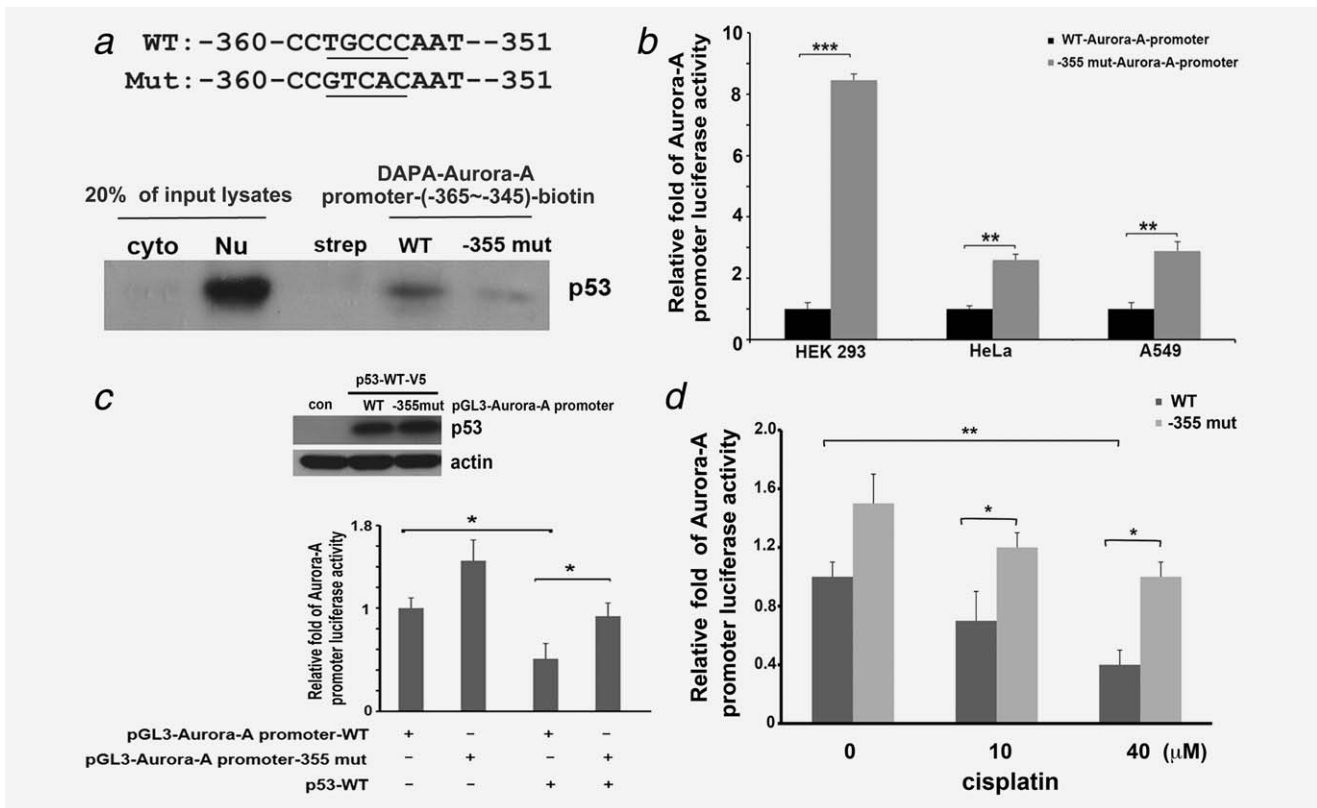 a
WT:-360-CCTGCCCAAT--351
Mut:-360-CCGTCACAAT--351
20% of input lysates
DAPA-Aurora-A
promoter-(-365~-345)-biotin
cyto Nu strep WT -355 mut
p53
b
Relative fold of Aurora-A
promoter luciferase activity
10
8
6
4
2
0
WT-Aurora-A-promoter
-355 mut-Aurora-A-promoter
***
**
**
HEK 293 HeLa A549
c
p53-WT-V5
con WT -355mut pGL3-Aurora-A promoter
p53
actin
Relative fold of Aurora-A
promoter luciferase activity
1.8
1
0
*
*
pGL3-Aurora-A promoter-WT + - + -
pGL3-Aurora-A promoter-355 mut - + - +
p53-WT - - + +
d
WT
-355 mut
Relative fold of Aurora-A
promoter luciferase activity
2.0
1.6
1.2
0.8
0.4
0
**
*
*
0 10 40 (μM)
cisplatin